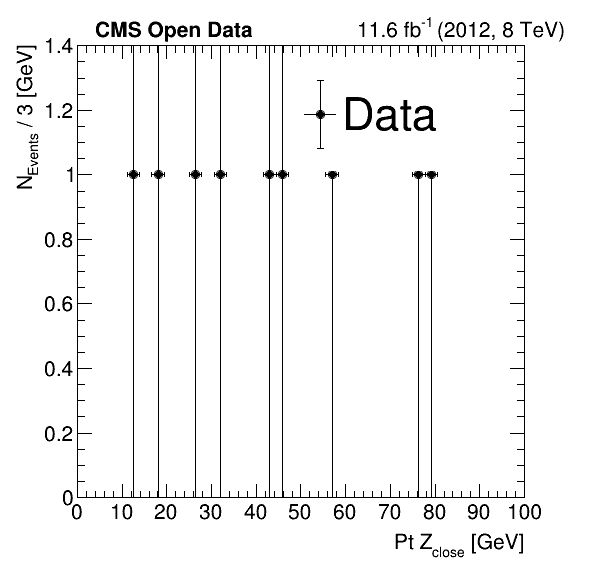 CMS Open Data
11.6 fb-1 (2012, 8 TeV)
NEvents / 3 [GeV]
1.4
1.2
1
0.8
0.6
0.4
0.2
0
Data
0 10 20 30 40 50 60 70 80 90 100
Pt Zclose [GeV]